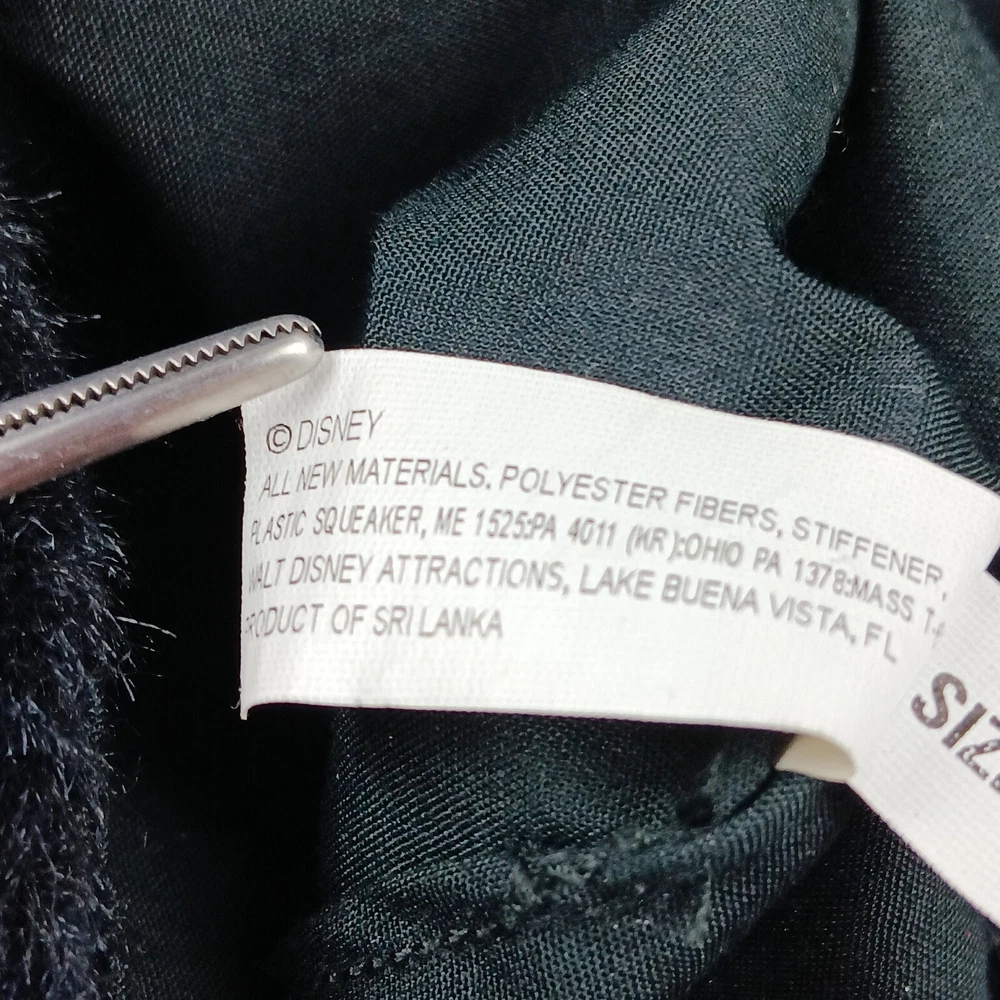 © DISNEY
ALL NEW MATERIALS. POLYESTER FIBERS, STIFFENER,
PLASTIC SQUEAKER, ME 1525:PA 4011 (KR):OHIO PA 1378:MASS T-
WALT DISNEY ATTRACTIONS, LAKE BUENA VISTA, FL
PRODUCT OF SRI LANKA